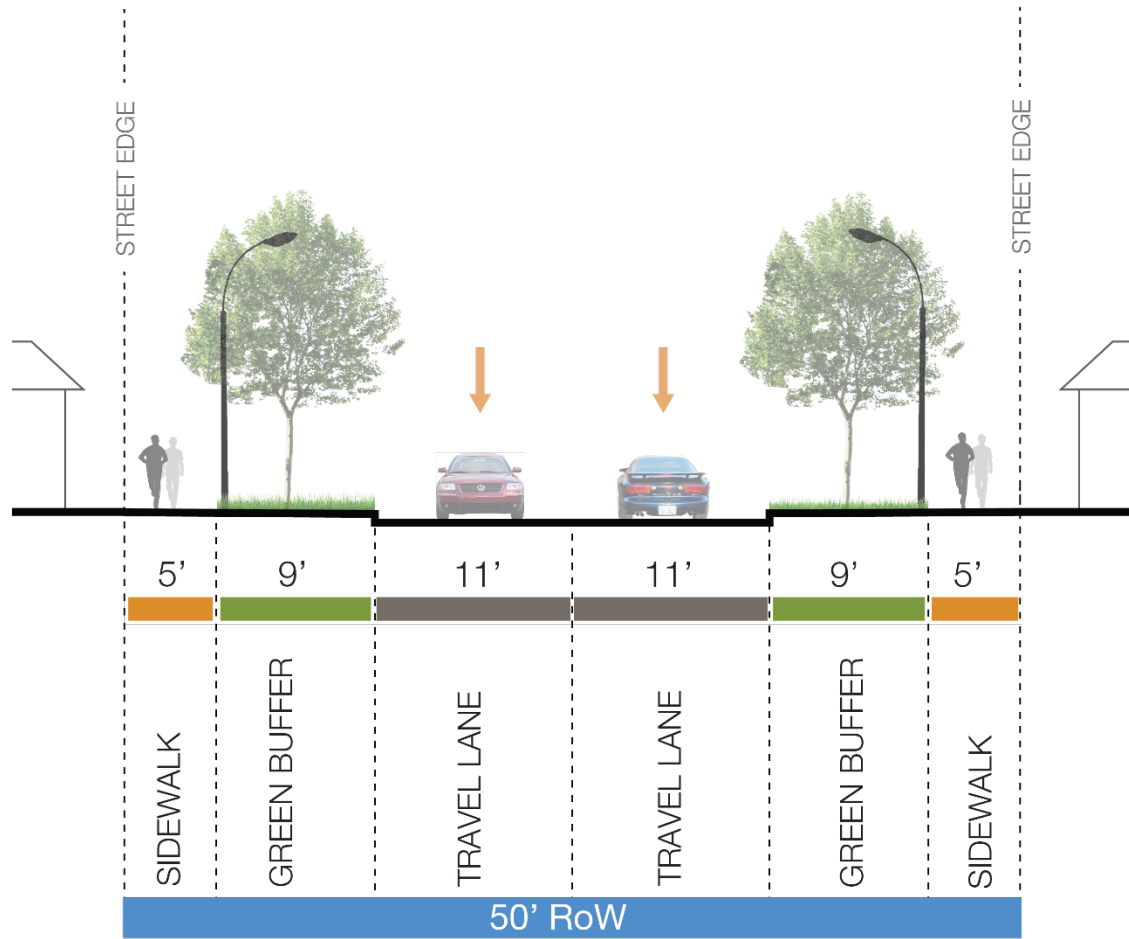 STREET EDGE
STREET EDGE
5’
9’
11’
11’
9’
5’
SIDEWALK
GREEN BUFFER
TRAVEL LANE
TRAVEL LANE
GREEN BUFFER
SIDEWALK
50’ RoW